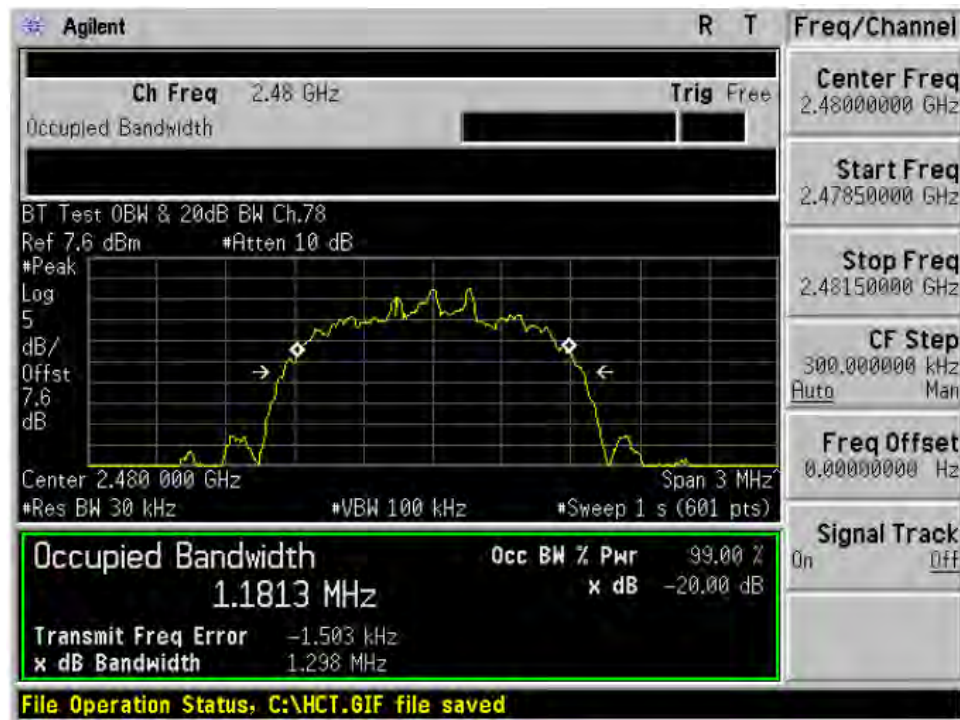 Agilent R T Freq/Channel
Ch Freq 2.48 GHz Trig Free
Occupied Bandwidth
Center Freq
2.48000000 GHz
Start Freq
2.47850000 GHz
Stop Freq
2.48150000 GHz
CF Step
300.000000 kHz
Auto Man
Freq Offset
0.00000000 Hz
Signal Track
On Off
BT Test OBW & 20dB BW Ch.78
Ref 7.6 dBm #Atten 10 dB
#Peak
Log
5
dB/
Offst
7.6
dB
Center 2.480 000 GHz Span 3 MHz^
#Res BW 30 kHz #VBW 100 kHz #Sweep 1 s (601 pts)
Occupied Bandwidth Occ BW % Pwr 99.00 %
1.1813 MHz x dB -20.00 dB
Transmit Freq Error -1.503 kHz
x dB Bandwidth 1.298 MHz
File Operation Status, C:\HCT.GIF file saved